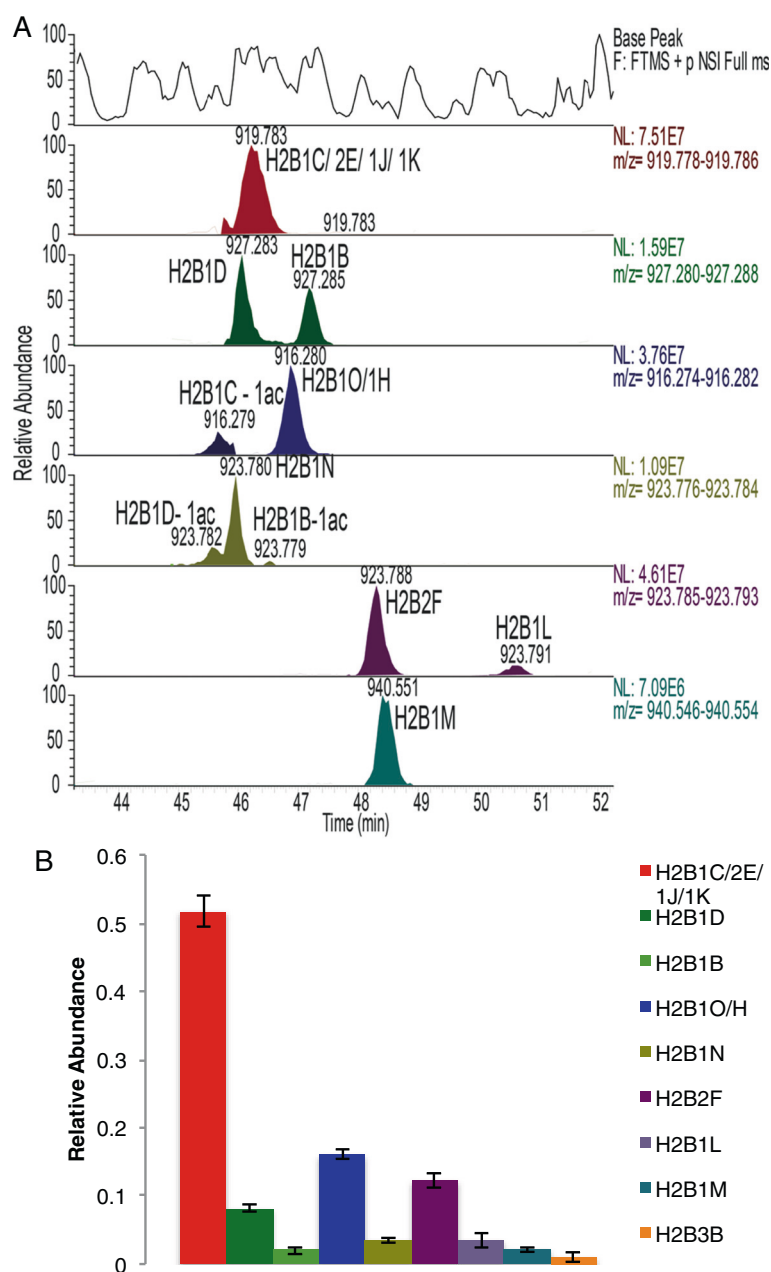 A
Base Peak
F: FTMS + p NSI Full ms
100
50
0
919.783
H2B1C/ 2E/ 1J/ 1K
919.783
NL: 7.51E7
m/z= 919.778-919.786
100
50
0
927.283
H2B1D
H2B1B
927.285
NL: 1.59E7
m/z= 927.280-927.288
100
50
0
916.280
H2B1O/1H
H2B1C - 1ac
916.279
NL: 3.76E7
m/z= 916.274-916.282
100
50
0
923.780 H2B1N
H2B1D- 1ac
923.782
H2B1B-1ac
923.779
NL: 1.09E7
m/z= 923.776-923.784
100
50
0
923.788
H2B2F
H2B1L
923.791
NL: 4.61E7
m/z= 923.785-923.793
100
50
0
940.551
H2B1M
NL: 7.09E6
m/z= 940.546-940.554
100
50
0
Relative Abundance
44 45 46 47 48 49 50 51 52
Time (min)
B
0.6
0.5
0.4
0.3
0.2
0.1
0
Relative Abundance
H2B1C/2E/
1J/1K
H2B1D
H2B1B
H2B1O/H
H2B1N
H2B2F
H2B1L
H2B1M
H2B3B